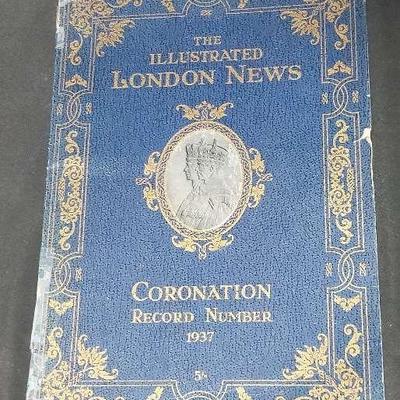 THE
ILLUSTRATED
LONDON NEWS
CORONATION
RECORD NUMBER
1937
5/-